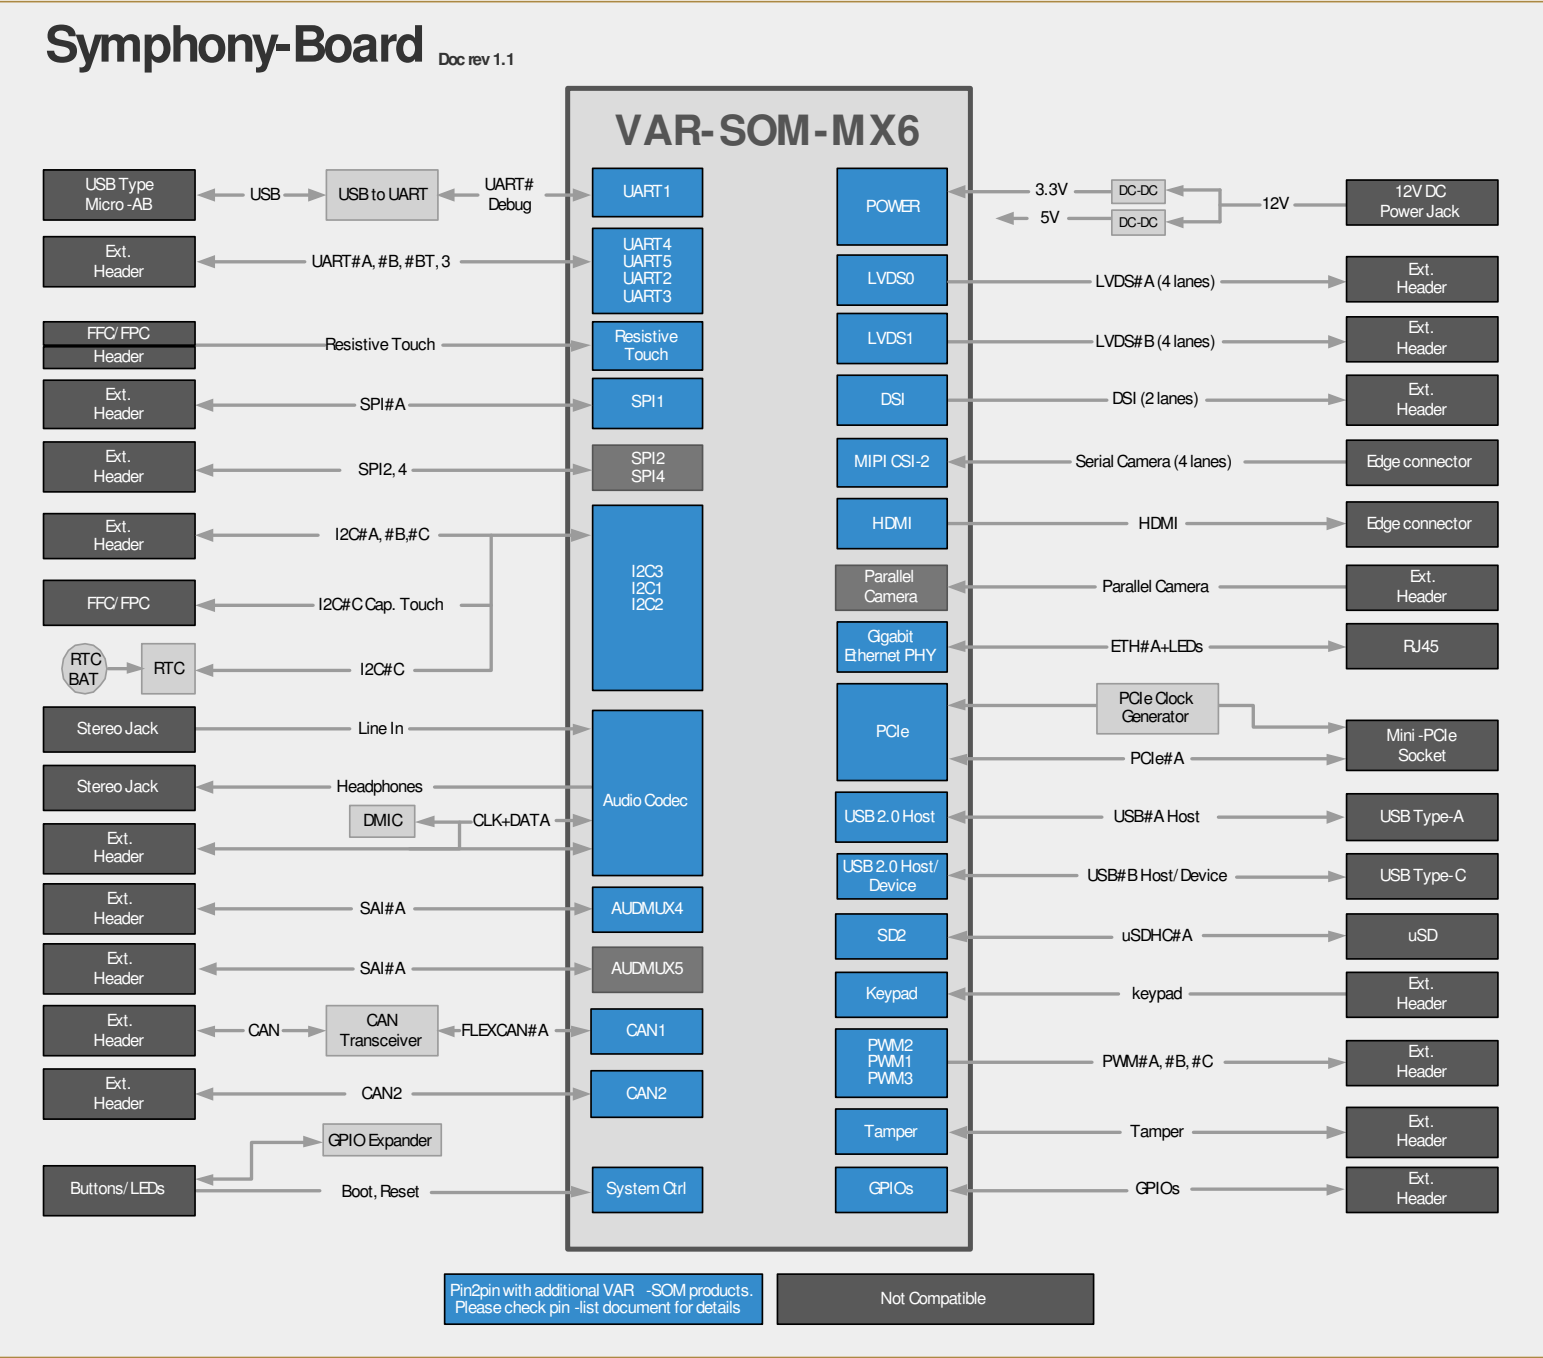 Symphony-Board Doc rev 1.1
VAR-SOM-MX6
USB Type
Micro -AB
USB
USB to UART
UART#
Debug
UART1
Ext.
Header
UART#A, #B, #BT, 3
UART4
UART5
UART2
UART3
FFC/ FPC
Header
Resistive Touch
Resistive
Touch
Ext.
Header
SPI#A
SPI1
Ext.
Header
SPI2, 4
SPI2
SPI4
Ext.
Header
I2C#A, #B,#C
I2C3
I2C1
I2C2
FFC/ FPC
I2C#C Cap. Touch
RTC
BAT
RTC
I2C#C
Stereo Jack
Line In
Stereo Jack
Headphones
Audio Codec
DMIC
CLK+DATA
Ext.
Header
Ext.
Header
SAI#A
AUDMUX4
Ext.
Header
SAI#A
AUDMUX5
Ext.
Header
CAN
CAN
Transceiver
FLEXCAN#A
CAN1
Ext.
Header
CAN2
CAN2
GPIO Expander
Buttons/ LEDs
Boot, Reset
System Ctrl
POWER
3.3V
DC-DC
5V
DC-DC
12V
12V DC
Power Jack
LVDS0
LVDS#A (4 lanes)
Ext.
Header
LVDS1
LVDS#B (4 lanes)
Ext.
Header
DSI
DSI (2 lanes)
Ext.
Header
MIPI CSI-2
Serial Camera (4 lanes)
Edge connector
HDMI
HDMI
Edge connector
Parallel
Camera
Parallel Camera
Ext.
Header
Gigabit
Ethernet PHY
ETH#A+LEDs
RJ45
PCIe
PCIe Clock
Generator
PCIe#A
Mini -PCIe
Socket
USB 2.0 Host
USB#A Host
USB Type-A
USB 2.0 Host/
Device
USB#B Host/ Device
USB Type- C
SD2
uSDHC#A
uSD
Keypad
keypad
Ext.
Header
PWM2
PWM1
PWM3
PWM#A, #B, #C
Ext.
Header
Tamper
Tamper
Ext.
Header
GPIOs
GPIOs
Ext.
Header
Pin2pin with additional VAR -SOM products.
Please check pin -list document for details
Not Compatible